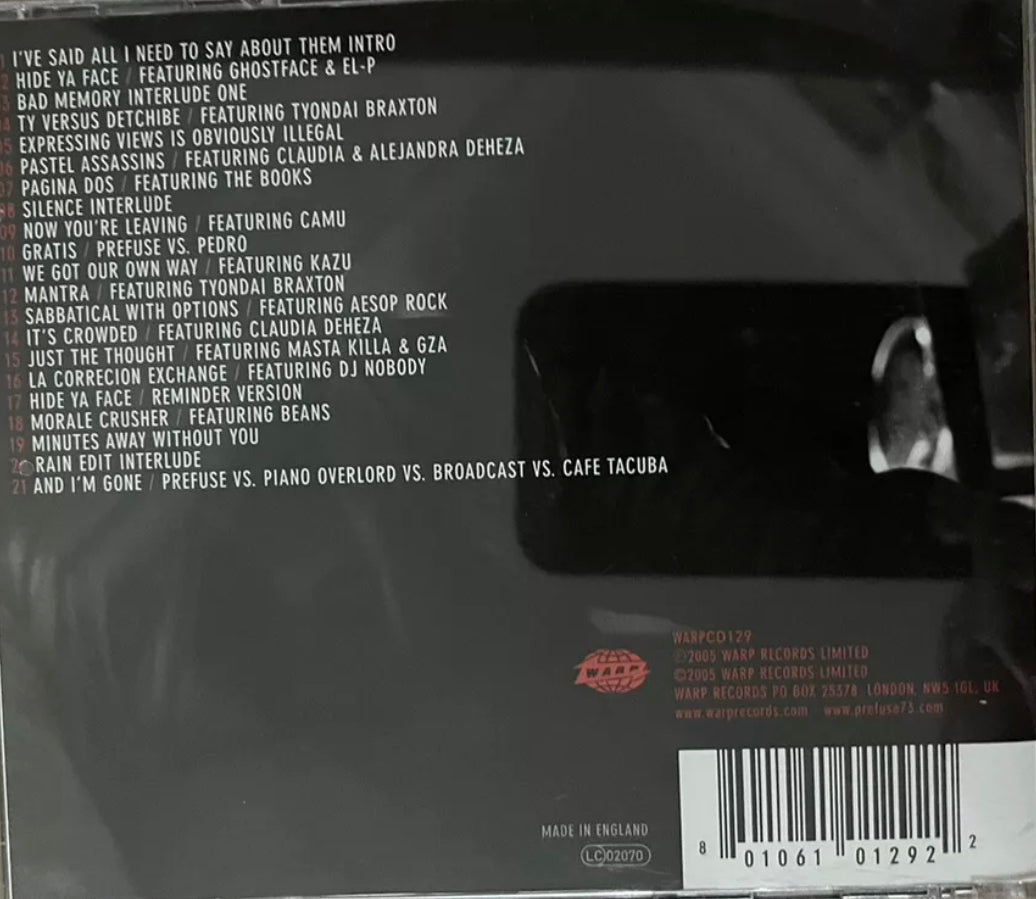 1 I'VE SAID ALL I NEED TO SAY ABOUT THEM INTRO
2 HIDE YA FACE / FEATURING GHOSTFACE & EL-P
3 BAD MEMORY INTERLUDE ONE
4 TY VERSUS DETCHIBE / FEATURING TYONDAI BRAXTON
05 EXPRESSING VIEWS IS OBVIOUSLY ILLEGAL
06 PASTEL ASSASSINS / FEATURING CLAUDIA & ALEJANDRA DEHEZA
07 PAGINA DOS / FEATURING THE BOOKS
08 SILENCE INTERLUDE
09 NOW YOU'RE LEAVING / FEATURING CAMU
10 GRATIS / PREFUSE VS. PEDRO
11 WE GOT OUR OWN WAY / FEATURING KAZU
12 MANTRA / FEATURING TYONDAI BRAXTON
13 SABBATICAL WITH OPTIONS / FEATURING AESOP ROCK
14 IT'S CROWDED / FEATURING CLAUDIA DEHEZA
15 JUST THE THOUGHT / FEATURING MASTA KILLA & GZA
16 LA CORRECION EXCHANGE / FEATURING DJ NOBODY
17 HIDE YA FACE / REMINDER VERSION
18 MORALE CRUSHER / FEATURING BEANS
19 MINUTES AWAY WITHOUT YOU
20 RAIN EDIT INTERLUDE
21 AND I'M GONE / PREFUSE VS. PIANO OVERLORD VS. BROADCAST VS. CAFE TACUBA
WARP
WARPCD129
℗2005 WARP RECORDS LIMITED
©2005 WARP RECORDS LIMITED
WARP RECORDS PO BOX 25378 LONDON, NW5 1GL, UK
www.warprecords.com www.prefuse73.com
MADE IN ENGLAND
LC 02070
8 01061 01292 2